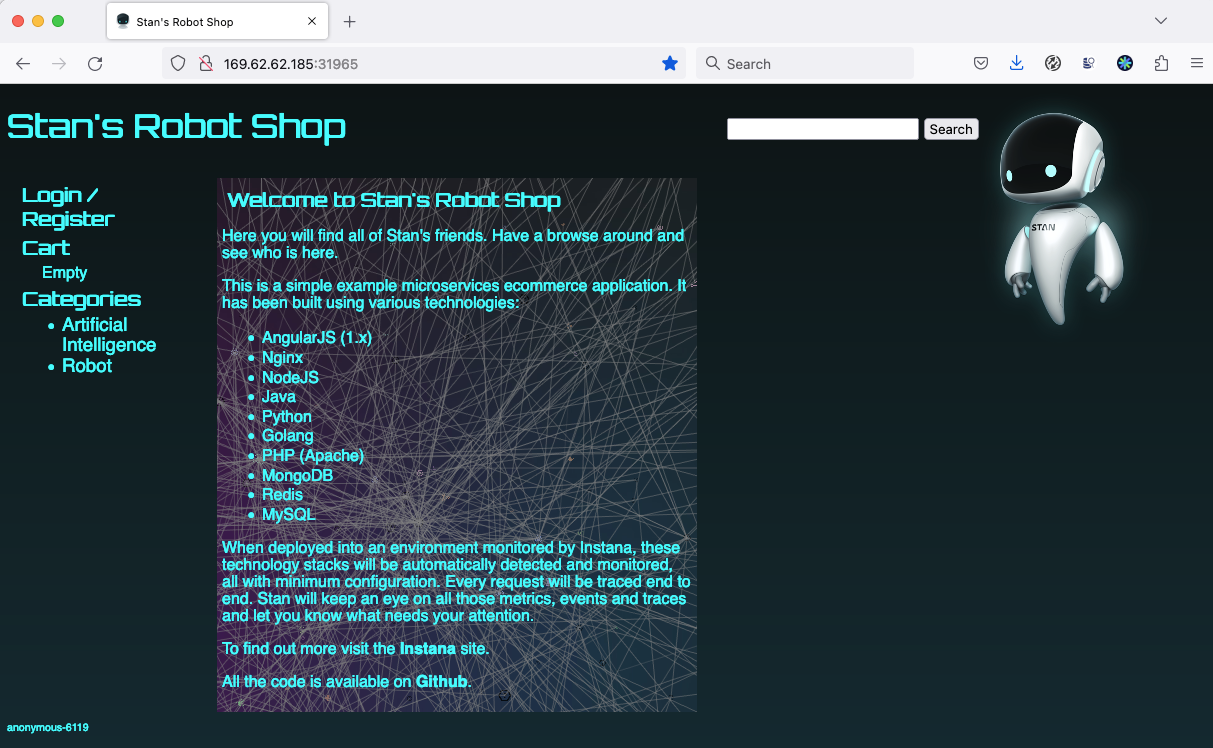 Stan's Robot Shop
169.62.62.185:31965
Search
Stan's Robot Shop
Search
STAN
Login /
Register
Cart
Empty
Categories
Artificial
Intelligence
Robot
Welcome to Stan's Robot Shop
Here you will find all of Stan's friends. Have a browse around and
see who is here.
This is a simple example microservices ecommerce application. It
has been built using various technologies:
AngularJS (1.x)
Nginx
NodeJS
Java
Python
Golang
PHP (Apache)
MongoDB
Redis
MySQL
When deployed into an environment monitored by Instana, these
technology stacks will be automatically detected and monitored,
all with minimum configuration. Every request will be traced end to
end. Stan will keep an eye on all those metrics, events and traces
and let you know what needs your attention.
To find out more visit the Instana site.
All the code is available on Github.
anonymous-6119